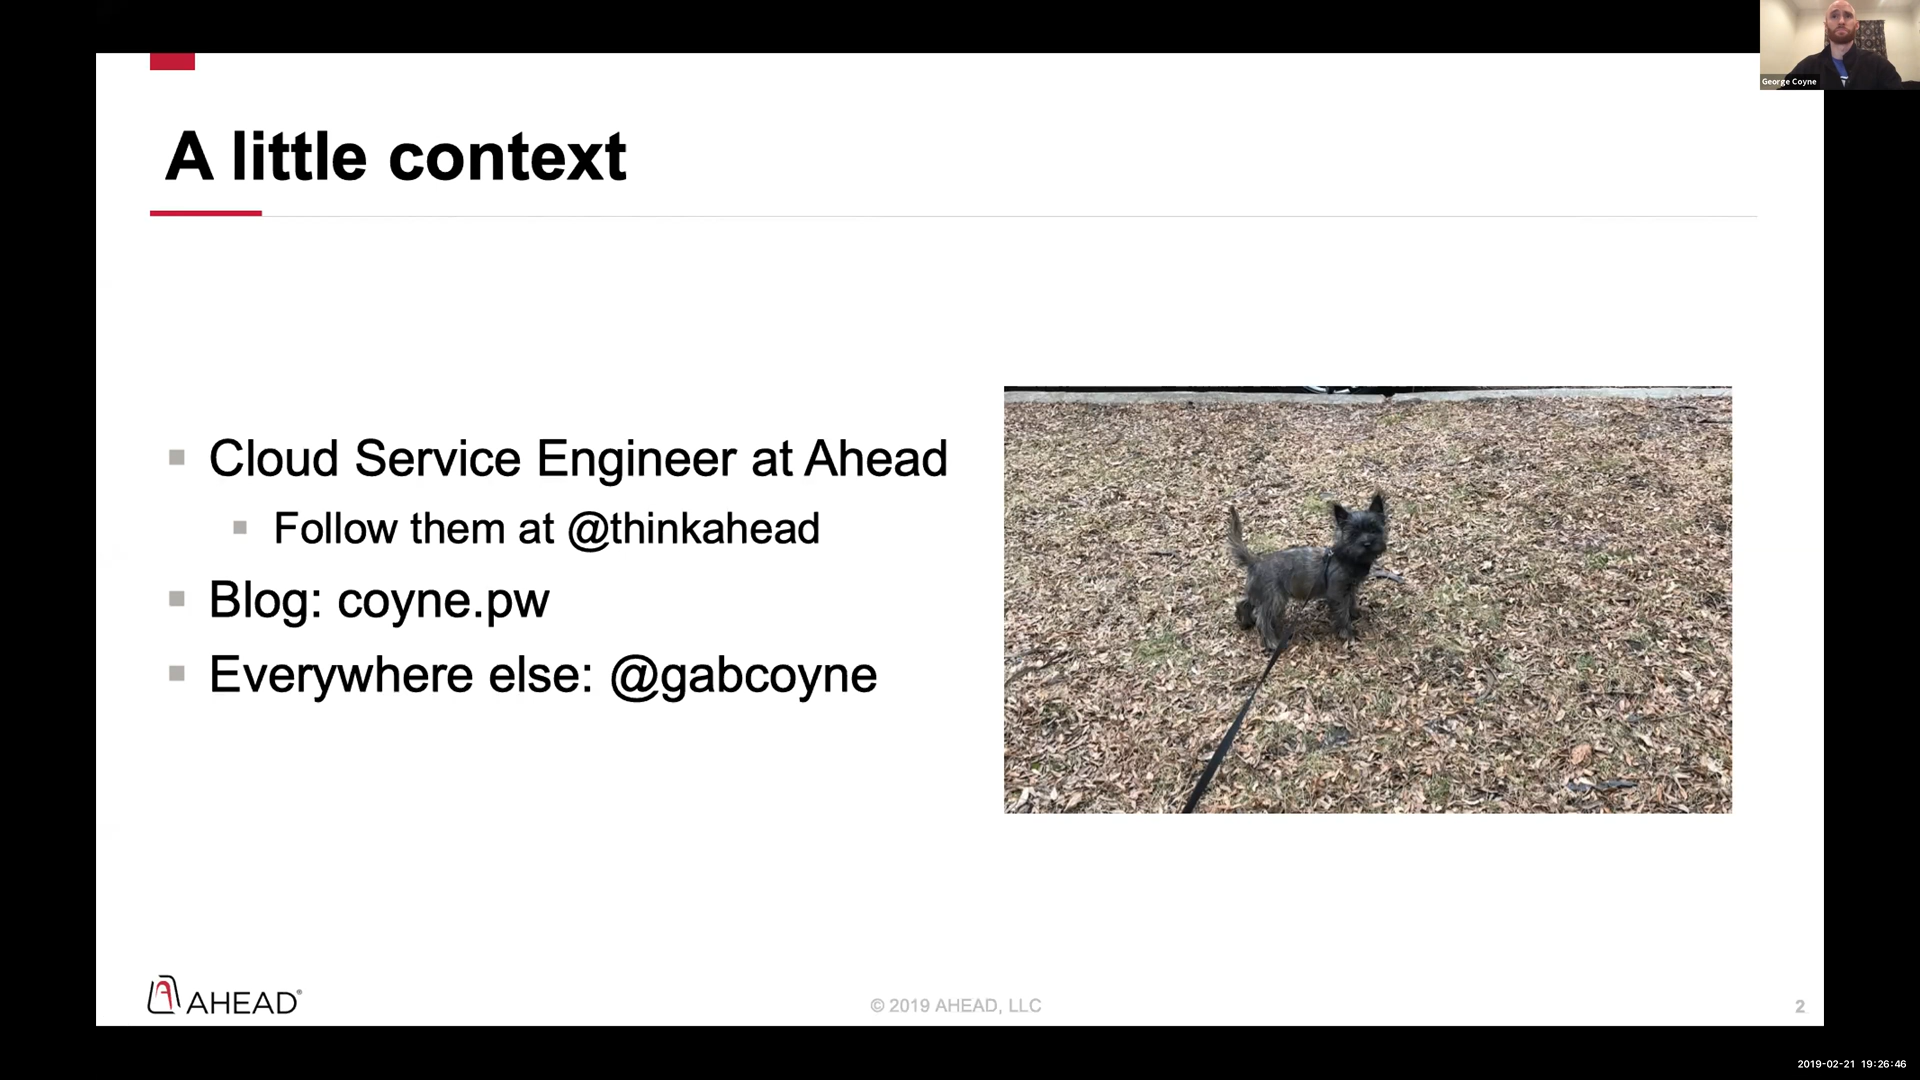 George Coyne
A little context
Cloud Service Engineer at Ahead
Follow them at @thinkahead
Blog: coyne.pw
Everywhere else: @gabcoyne
AHEAD®
© 2019 AHEAD, LLC
2
2019-02-21 19:26:46